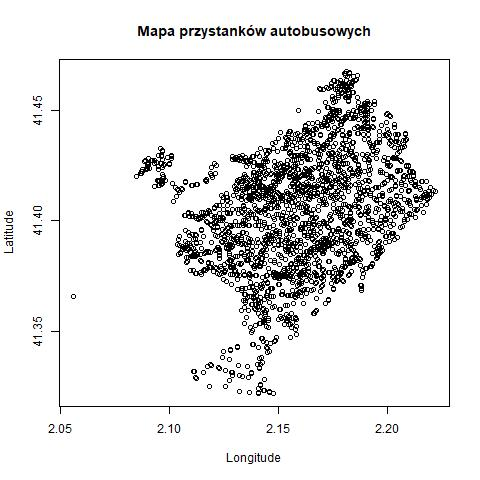 Mapa przystanków autobusowych
Latitude
41.45
41.40
41.35
2.05 2.10 2.15 2.20
Longitude